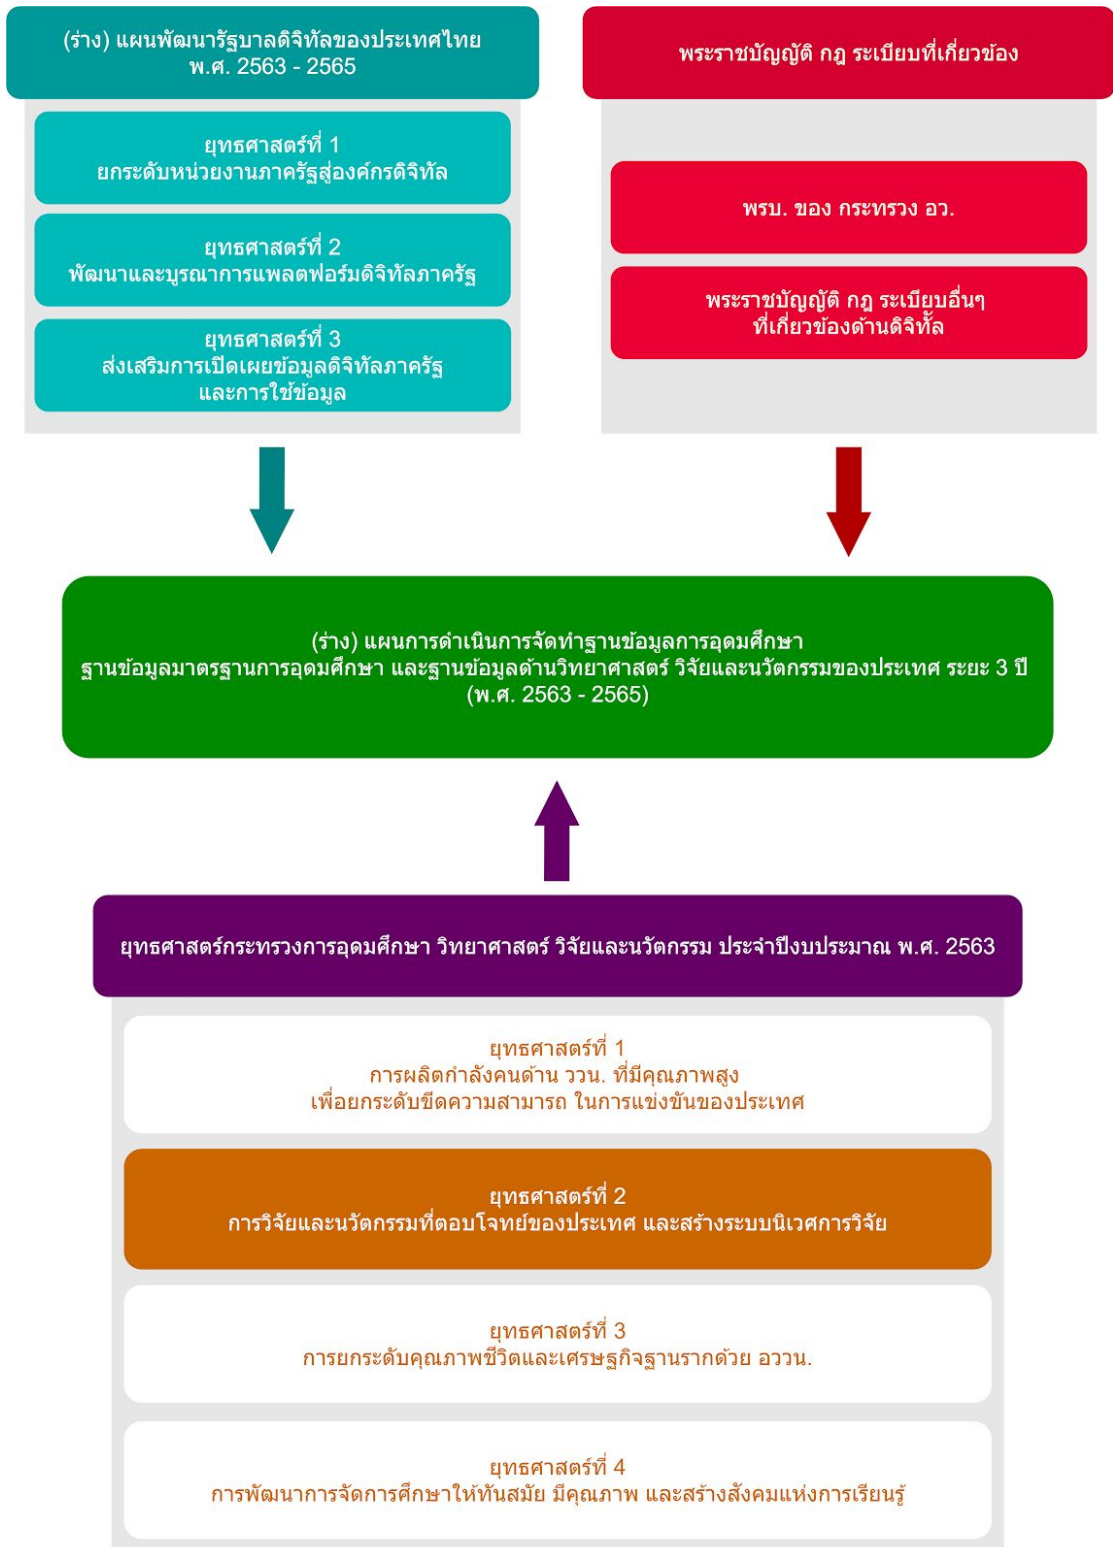 (ร่าง) แผนพัฒนารัฐบาลดิจิทัลของประเทศไทย
พ.ศ. 2563 - 2565
ยุทธศาสตร์ที่ 1
ยกระดับหน่วยงานภาครัฐสู่องค์กรดิจิทัล
ยุทธศาสตร์ที่ 2
พัฒนาและบูรณาการแพลตฟอร์มดิจิทัลภาครัฐ
ยุทธศาสตร์ที่ 3
ส่งเสริมการเปิดเผยข้อมูลดิจิทัลภาครัฐ
และการใช้ข้อมูล
พระราชบัญญัติ กฎ ระเบียบที่เกี่ยวข้อง
พรบ. ของ กระทรวง อว.
พระราชบัญญัติ กฎ ระเบียบอื่นๆ
ที่เกี่ยวข้องด้านดิจิทัล
(ร่าง) แผนการดำเนินการจัดทำฐานข้อมูลการอุดมศึกษา
ฐานข้อมูลมาตรฐานการอุดมศึกษา และฐานข้อมูลด้านวิทยาศาสตร์ วิจัยและนวัตกรรมของประเทศ ระยะ 3 ปี
(พ.ศ. 2563 - 2565)
ยุทธศาสตร์กระทรวงการอุดมศึกษา วิทยาศาสตร์ วิจัยและนวัตกรรม ประจำปีงบประมาณ พ.ศ. 2563
ยุทธศาสตร์ที่ 1
การผลิตกำลังคนด้าน ววน. ที่มีคุณภาพสูง
เพื่อยกระดับขีดความสามารถ ในการแข่งขันของประเทศ
ยุทธศาสตร์ที่ 2
การวิจัยและนวัตกรรมที่ตอบโจทย์ของประเทศ และสร้างระบบนิเวศการวิจัย
ยุทธศาสตร์ที่ 3
การยกระดับคุณภาพชีวิตและเศรษฐกิจฐานรากด้วย อววน.
ยุทธศาสตร์ที่ 4
การพัฒนาการจัดการศึกษาให้ทันสมัย มีคุณภาพ และสร้างสังคมแห่งการเรียนรู้